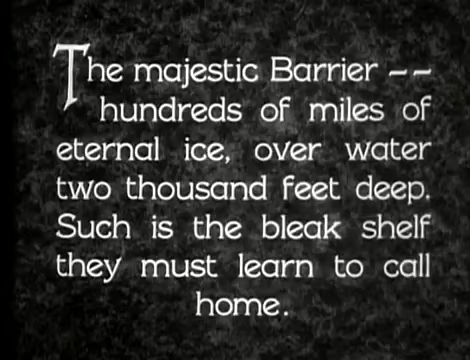 The majestic Barrier --
hundreds of miles of
eternal ice, over water
two thousand feet deep.
Such is the bleak shelf
they must learn to call
home.